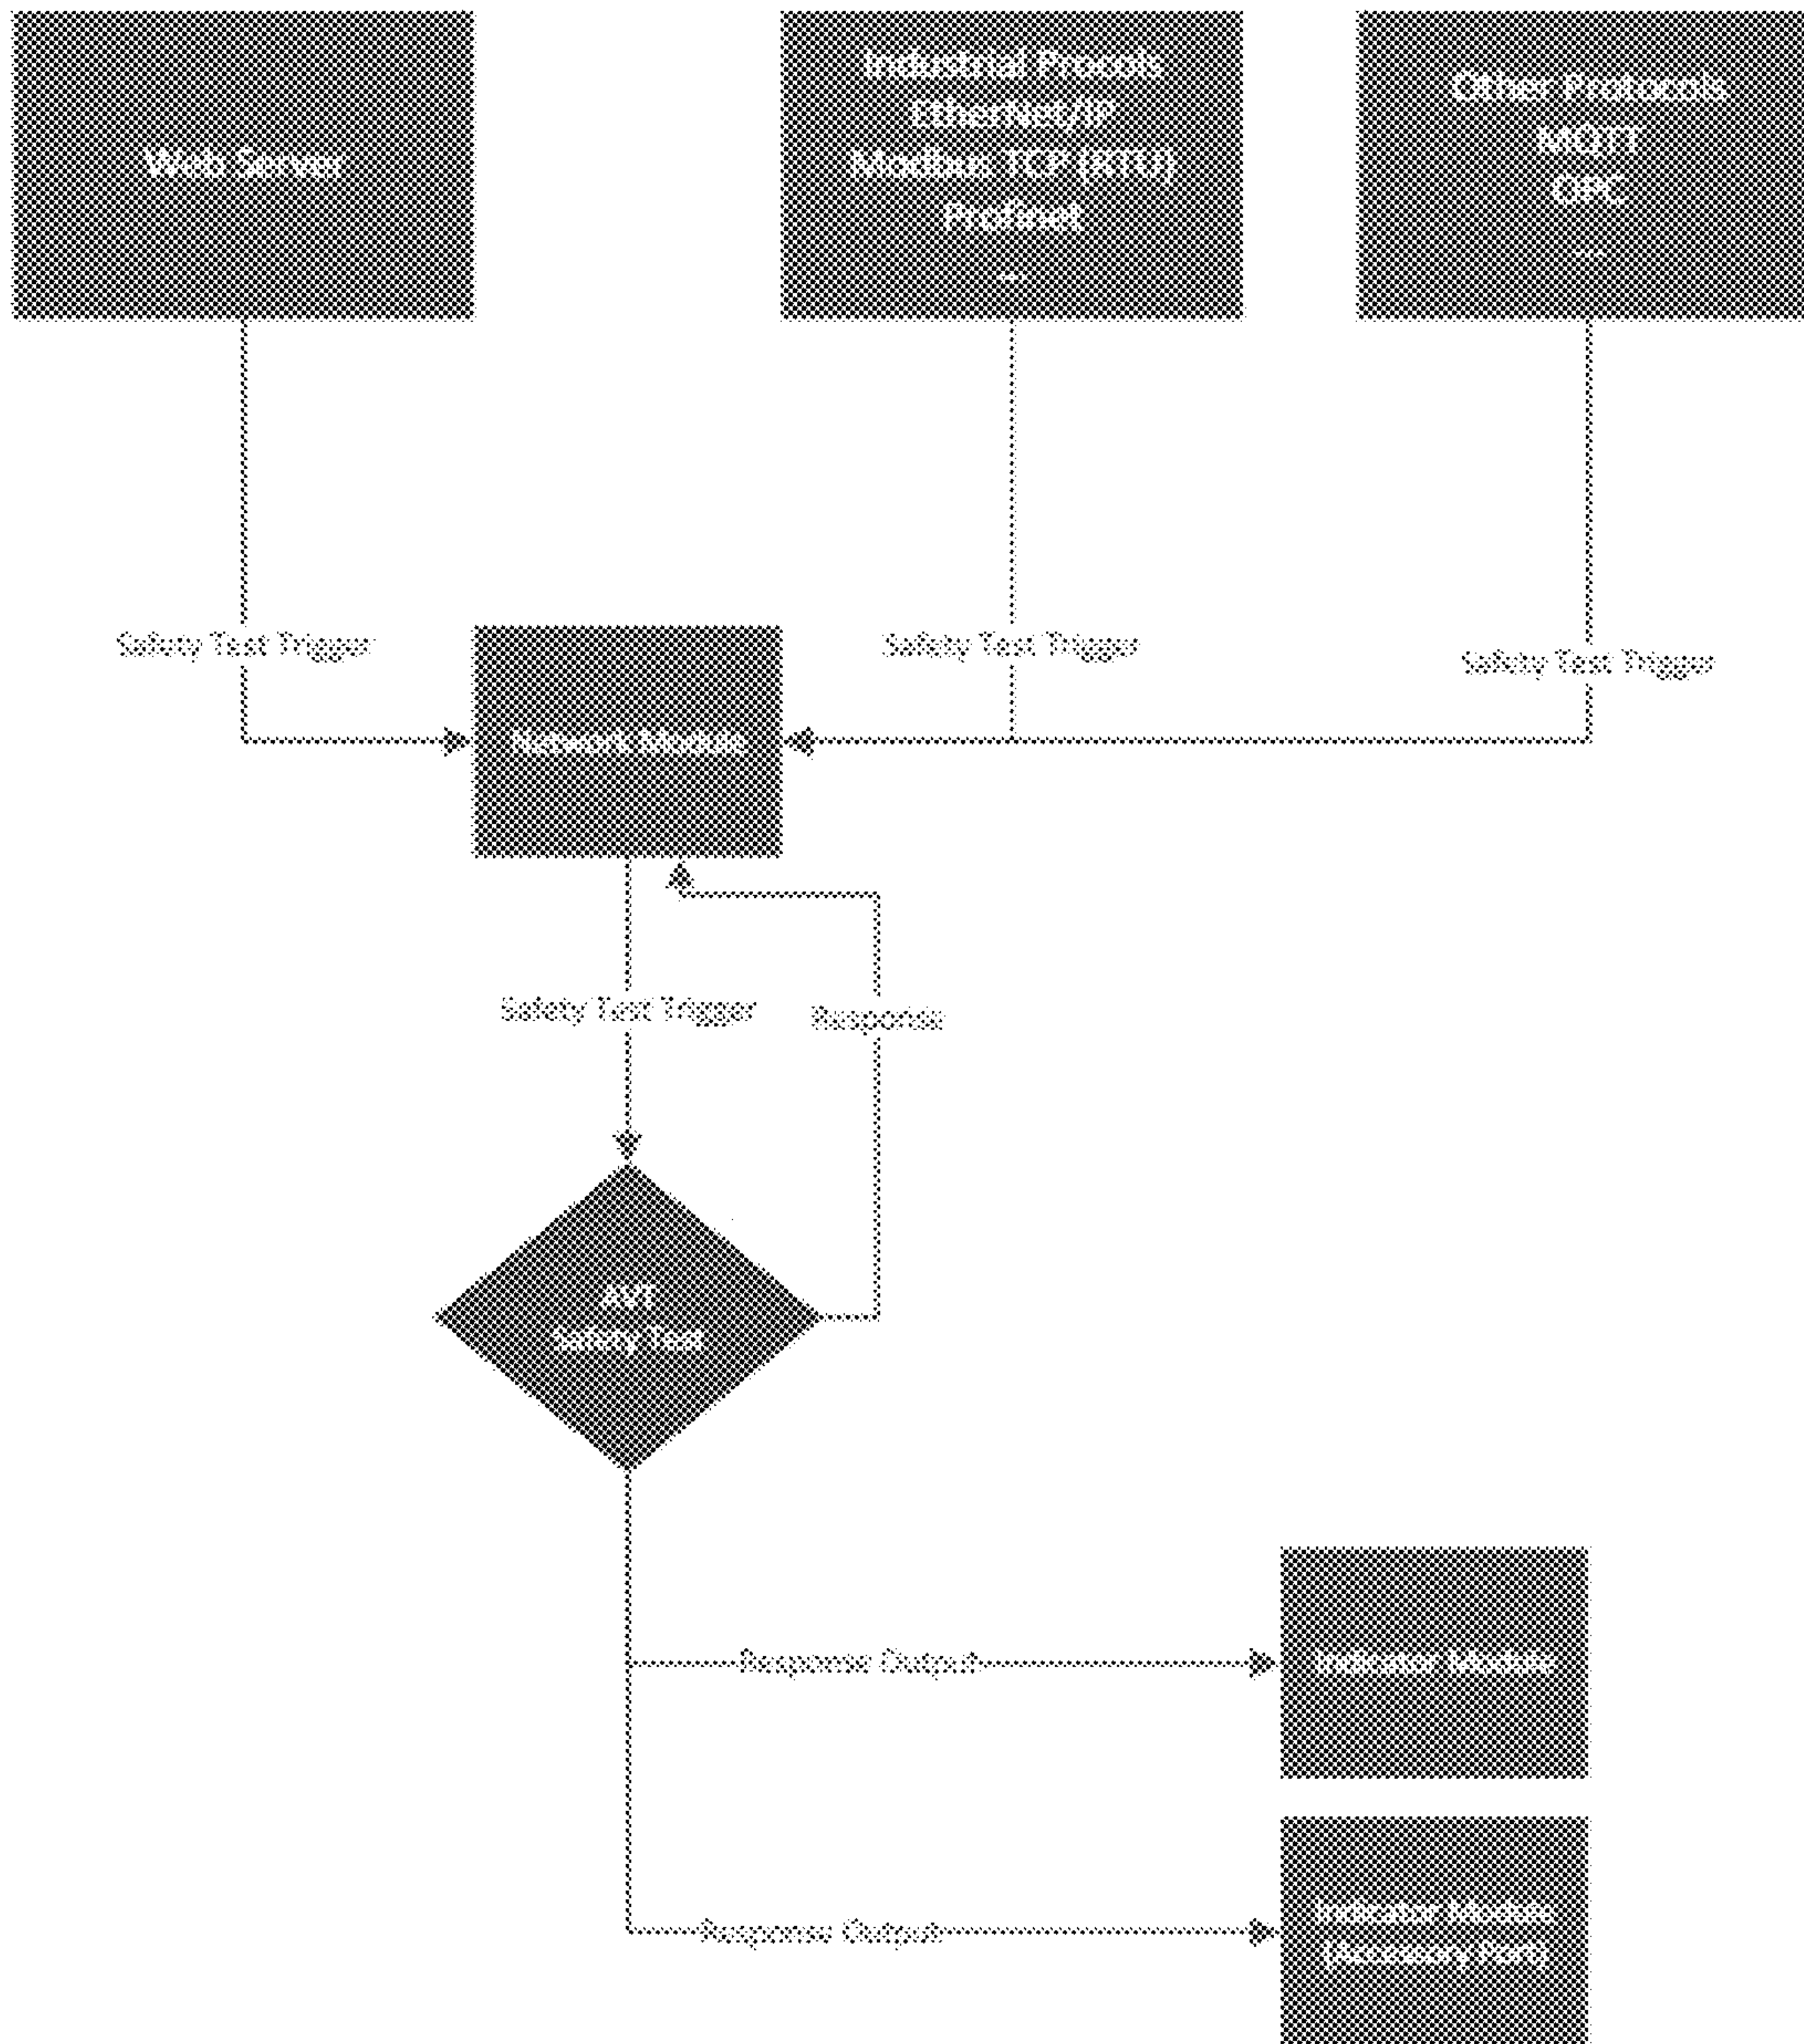 Web Server
Industrial Procols
EtherNet/IP
Modbus TCP (RTU)
Profinet
...
Other Protocols
MQTT
OPC
...
Safety Test Trigger
Safety Test Trigger
Safety Test Trigger
Network Module
Safety Test Trigger
Response
AVT
Safety Test
Response Output
Indicator Module
Response Output
Indicator Module
(Accessory Port)